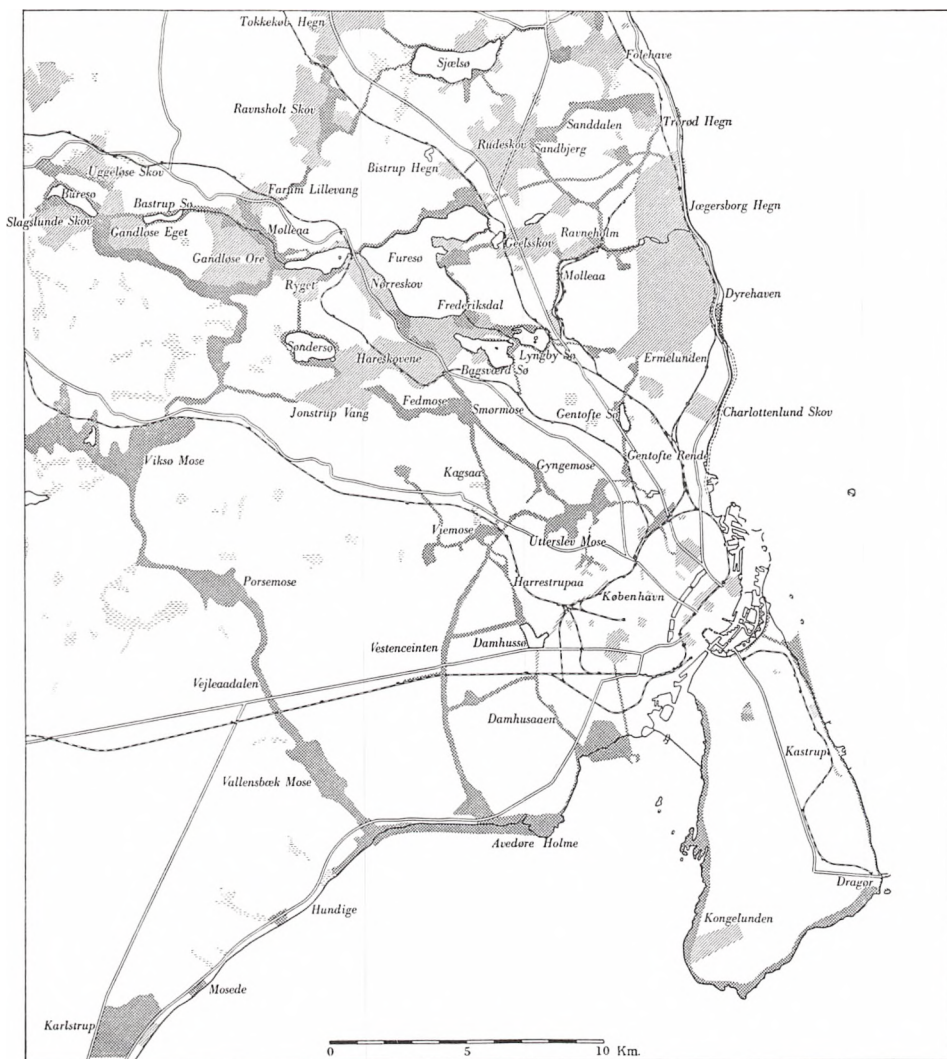 Tokkekøb Hegn
Folehave
Sjælsø
Ravnsholt Skov
Sanddalen
Trørød Hegn
Rudeskov
Sandbjerg
Bistrup Hegn
Uggeløse Skov
Farum Lillevang
Buresø
Bastrup Sø
Jægersborg Hegn
Slagslunde Skov
Gandløse Eget
Mølleaa
Geelsskov
Ravneholm
Gandløse Ore
Furesø
Mølleaa
Ryget
Nørreskov
Dyrehaven
Frederiksdal
Søndersø
Hareskovene
Lyngby Sø
Ermelunden
Bagsværd Sø
Jonstrup Vang
Fedmose
Smørmose
Gentofte Sø
Charlottenlund Skov
Viksø Mose
Kagsaa
Gyngemose
Gentofte Rende
Viemose
Utterslev Mose
Porsemose
Harrestrupaa
København
Vestenceinten
Damhussø
Vejleaadalen
Damhusaaen
Kastrup
Vallensbæk Mose
Avedøre Holme
Dragør
Hundige
Kongelunden
Mosede
Karlstrup
0 5 10 Km.